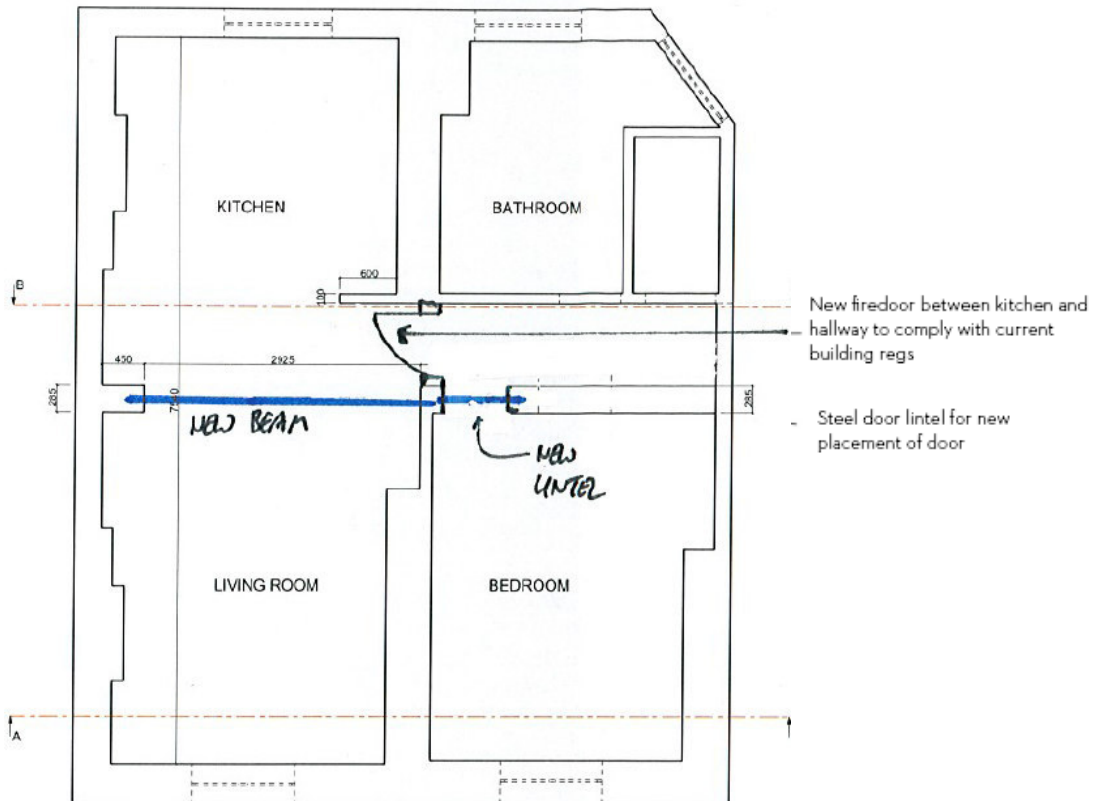 KITCHEN
BATHROOM
600
100
B
New firedoor between kitchen and
hallway to comply with current
building regs
450
2925
285
7540
285
NEW BEAM
Steel door lintel for new
placement of door
NEW
LINTEL
LIVING ROOM
BEDROOM
A